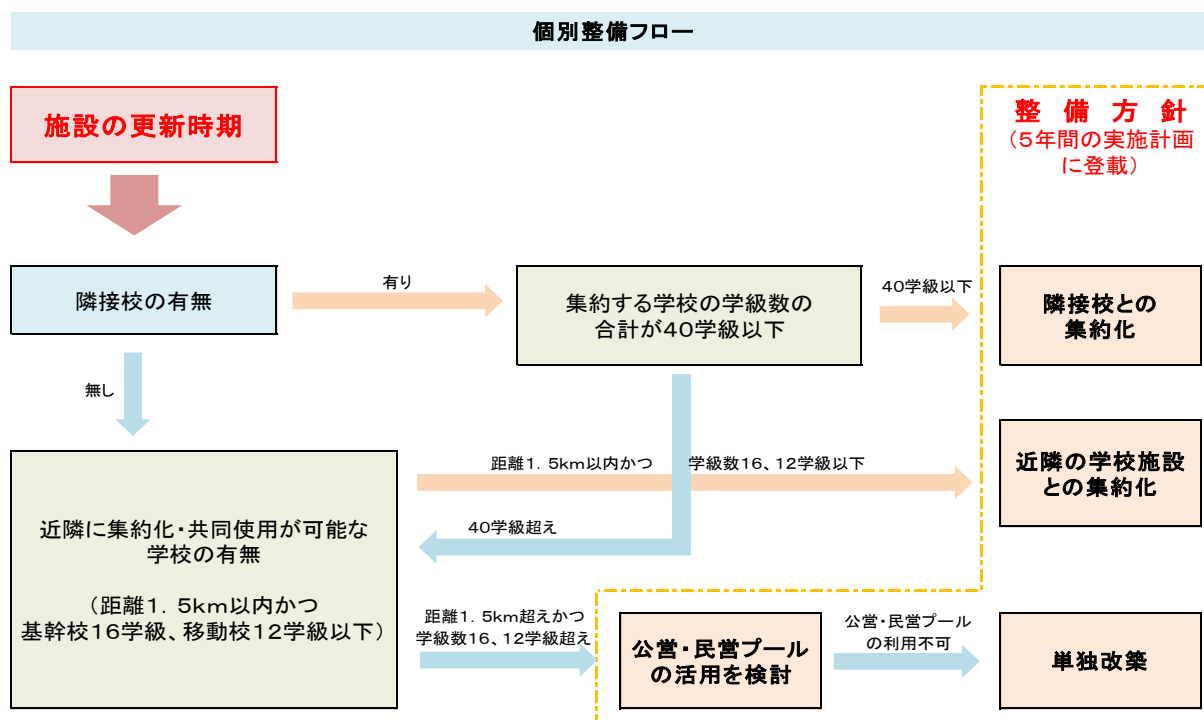 個別整備フロー
施設の更新時期
整備方針
（5年間の実施計画
に登載）
隣接校の有無
有り
集約する学校の学級数の
合計が40学級以下
40学級以下
隣接校との
集約化
無し
距離1．5km以内かつ
学級数16、12学級以下
近隣の学校施設
との集約化
40学級超え
近隣に集約化・共同使用が可能な
学校の有無
（距離1．5km以内かつ
基幹校16学級、移動校12学級以下）
距離1．5km超えかつ
学級数16、12学級超え
公営・民営プール
の活用を検討
公営・民営プール
の利用不可
単独改築